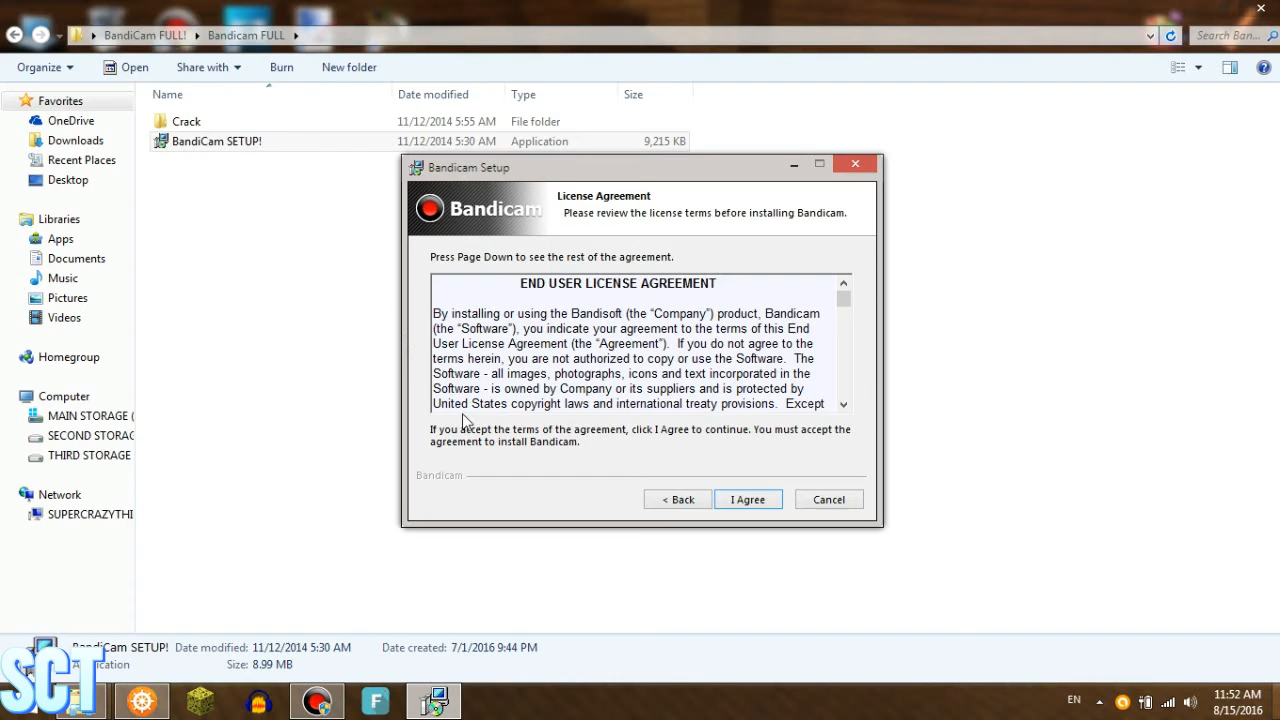 BandiCam FULL! Bandicam FULL Search Ban...
Organize Open Share with Burn New folder
Name Date modified Type Size
Favorites
OneDrive
Downloads
Recent Places
Desktop
Libraries
Apps
Documents
Music
Pictures
Videos
Homegroup
Computer
MAIN STORAGE (
SECOND STORAG
THIRD STORAGE
Network
SUPERCRAZYTHI
Crack 11/12/2014 5:55 AM File folder
BandiCam SETUP! 11/12/2014 5:30 AM Application 9,215 KB
Bandicam Setup
Bandicam
License Agreement
Please review the license terms before installing Bandicam.
Press Page Down to see the rest of the agreement.
END USER LICENSE AGREEMENT
By installing or using the Bandisoft (the “Company”) product, Bandicam
(the “Software”), you indicate your agreement to the terms of this End
User License Agreement (the “Agreement”). If you do not agree to the
terms herein, you are not authorized to copy or use the Software. The
Software - all images, photographs, icons and text incorporated in the
Software - is owned by Company or its suppliers and is protected by
United States copyright laws and international treaty provisions. Except
If you accept the terms of the agreement, click I Agree to continue. You must accept the
agreement to install Bandicam.
Bandicam
< Back I Agree Cancel
BandiCam SETUP! Date modified: 11/12/2014 5:30 AM Date created: 7/1/2016 9:44 PM
Application Size: 8.99 MB
SCT
F
EN
11:52 AM
8/15/2016